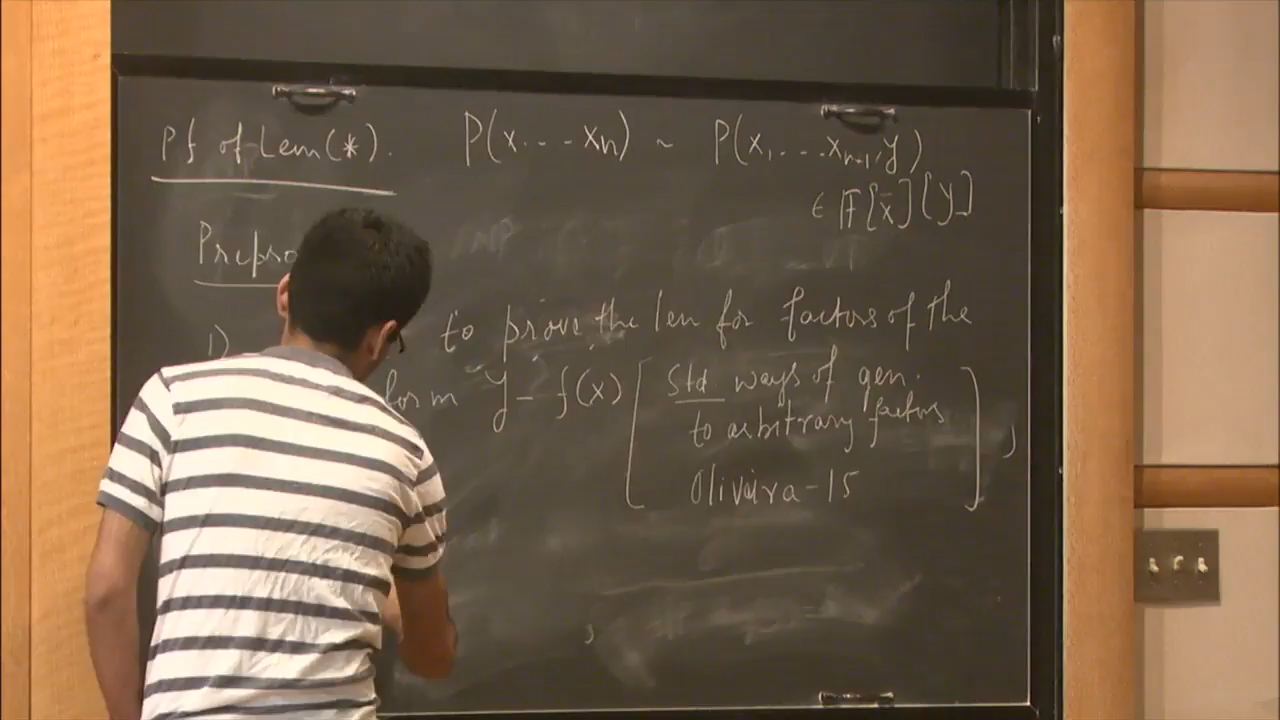 Pf of Lem(*). P(x...xn) ~ P(x1...xn-1, y)
∈ 𝔽[x̄][y]
Prepro
1) to prove the lem for factors of the
form y - f(x) [Std. ways of gen.
to arbitrary factors
Oliveira-15],